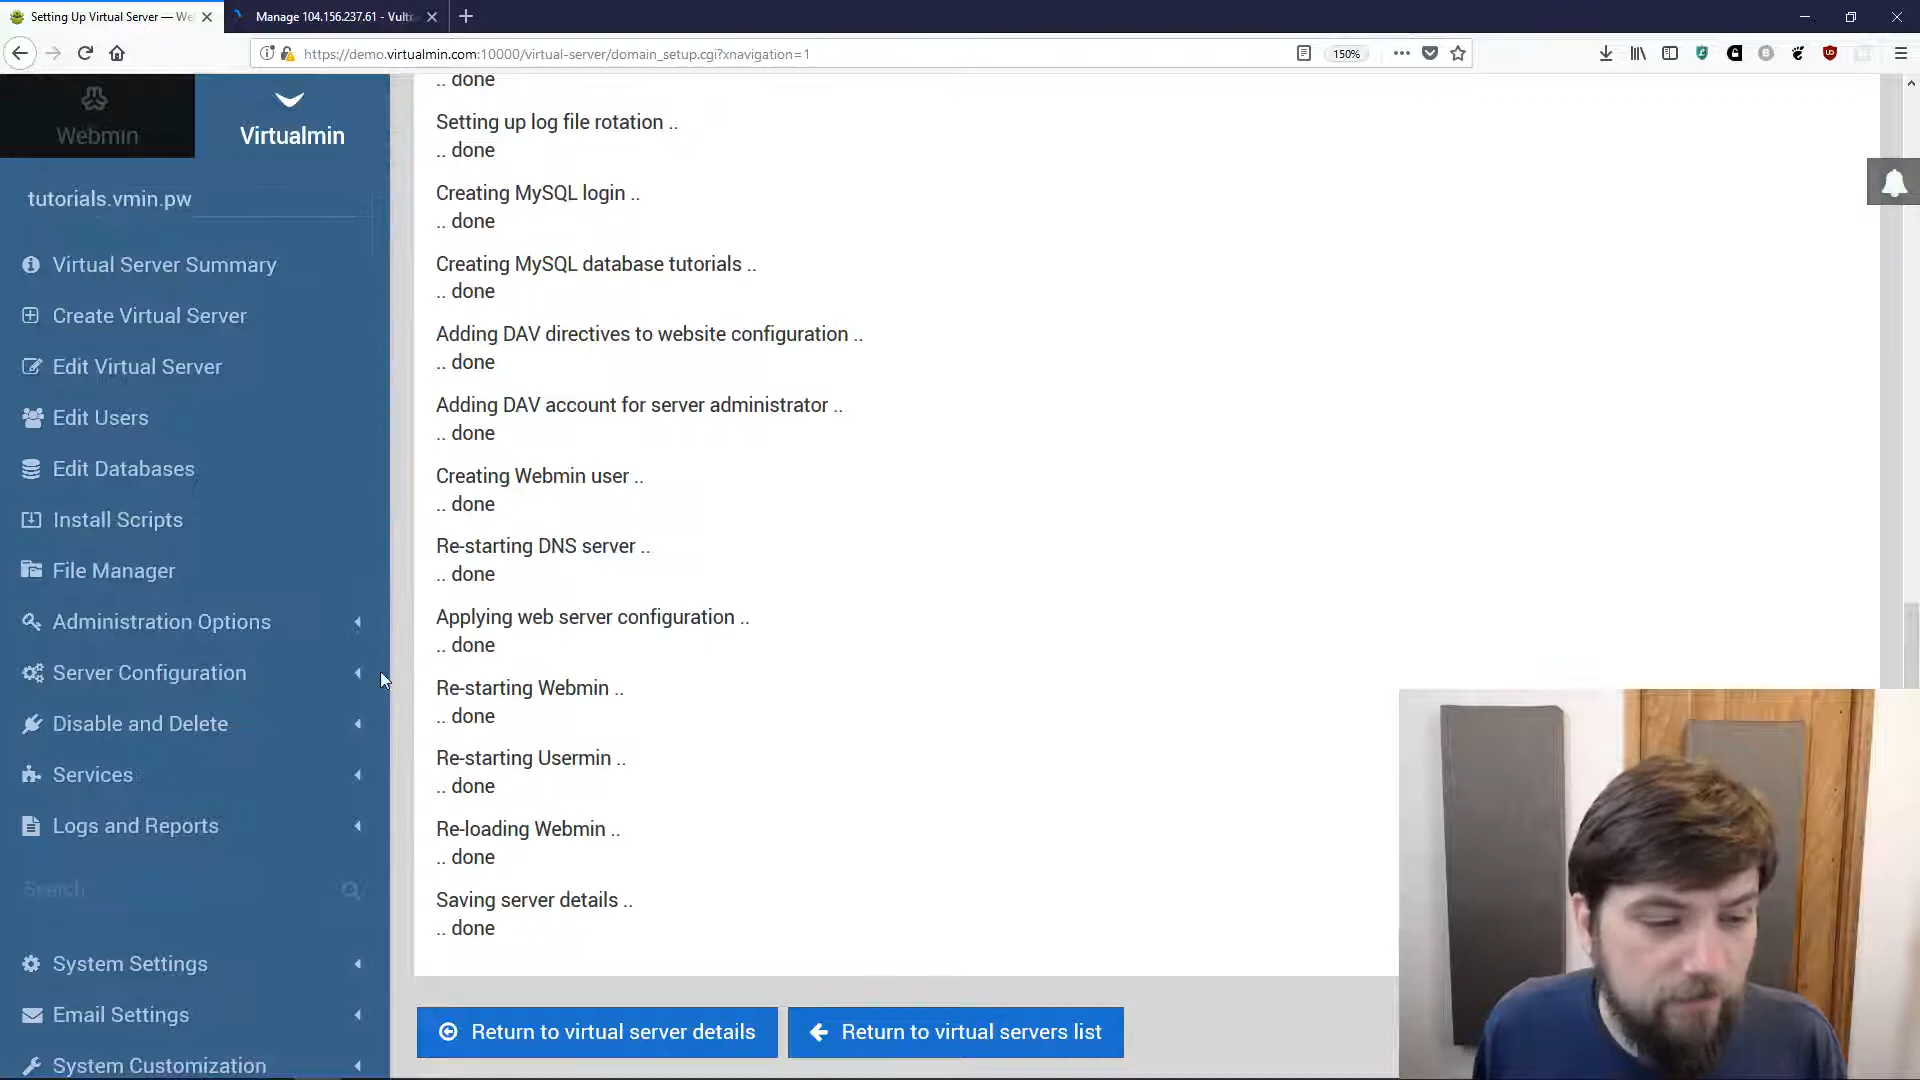 Setting Up Virtual Server — We
Manage 104.156.237.61 - Vultr
https://demo.virtualmin.com:10000/virtual-server/domain_setup.cgi?xnavigation=1
150%
Webmin
Virtualmin
tutorials.vmin.pw
Virtual Server Summary
Create Virtual Server
Edit Virtual Server
Edit Users
Edit Databases
Install Scripts
File Manager
Administration Options
Server Configuration
Disable and Delete
Services
Logs and Reports
Search
System Settings
Email Settings
System Customization
.. done
Setting up log file rotation ..
.. done
Creating MySQL login ..
.. done
Creating MySQL database tutorials ..
.. done
Adding DAV directives to website configuration ..
.. done
Adding DAV account for server administrator ..
.. done
Creating Webmin user ..
.. done
Re-starting DNS server ..
.. done
Applying web server configuration ..
.. done
Re-starting Webmin ..
.. done
Re-starting Usermin ..
.. done
Re-loading Webmin ..
.. done
Saving server details ..
.. done
Return to virtual server details
Return to virtual servers list